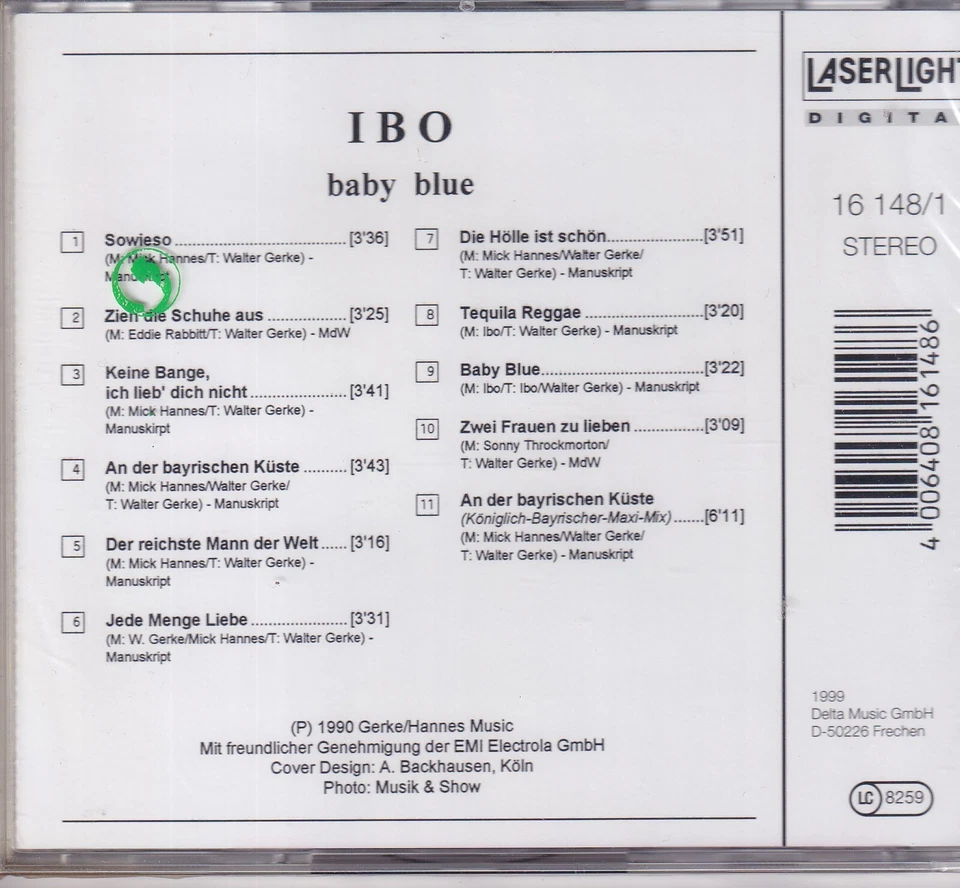 IBO
baby blue
1 Sowieso [3'36]
(M: Mick Hannes/T: Walter Gerke) -
Manuskript
2 Zieh die Schuhe aus [3'25]
(M: Eddie Rabbitt/T: Walter Gerke) - MdW
3 Keine Bange,
ich lieb' dich nicht [3'41]
(M: Mick Hannes/T: Walter Gerke) -
Manuskirpt
4 An der bayrischen Küste [3'43]
(M: Mick Hannes/Walter Gerke/
T: Walter Gerke) - Manuskript
5 Der reichste Mann der Welt [3'16]
(M: Mick Hannes/T: Walter Gerke) -
Manuskript
6 Jede Menge Liebe [3'31]
(M: W. Gerke/Mick Hannes/T: Walter Gerke) -
Manuskript
7 Die Hölle ist schön [3'51]
(M: Mick Hannes/Walter Gerke/
T: Walter Gerke) - Manuskript
8 Tequila Reggae [3'20]
(M: Ibo/T: Walter Gerke) - Manuskript
9 Baby Blue [3'22]
(M: Ibo/T: Ibo/Walter Gerke) - Manuskript
10 Zwei Frauen zu lieben [3'09]
(M: Sonny Throckmorton/
T: Walter Gerke) - MdW
11 An der bayrischen Küste
(Königlich-Bayrischer-Maxi-Mix) [6'11]
(M: Mick Hannes/Walter Gerke/
T: Walter Gerke) - Manuskript
(P) 1990 Gerke/Hannes Music
Mit freundlicher Genehmigung der EMI Electrola GmbH
Cover Design: A. Backhausen, Köln
Photo: Musik & Show
LASERLIGHT
DIGITA
16 148/1
STEREO
4 006408 161486
1999
Delta Music GmbH
D-50226 Frechen
LC 8259